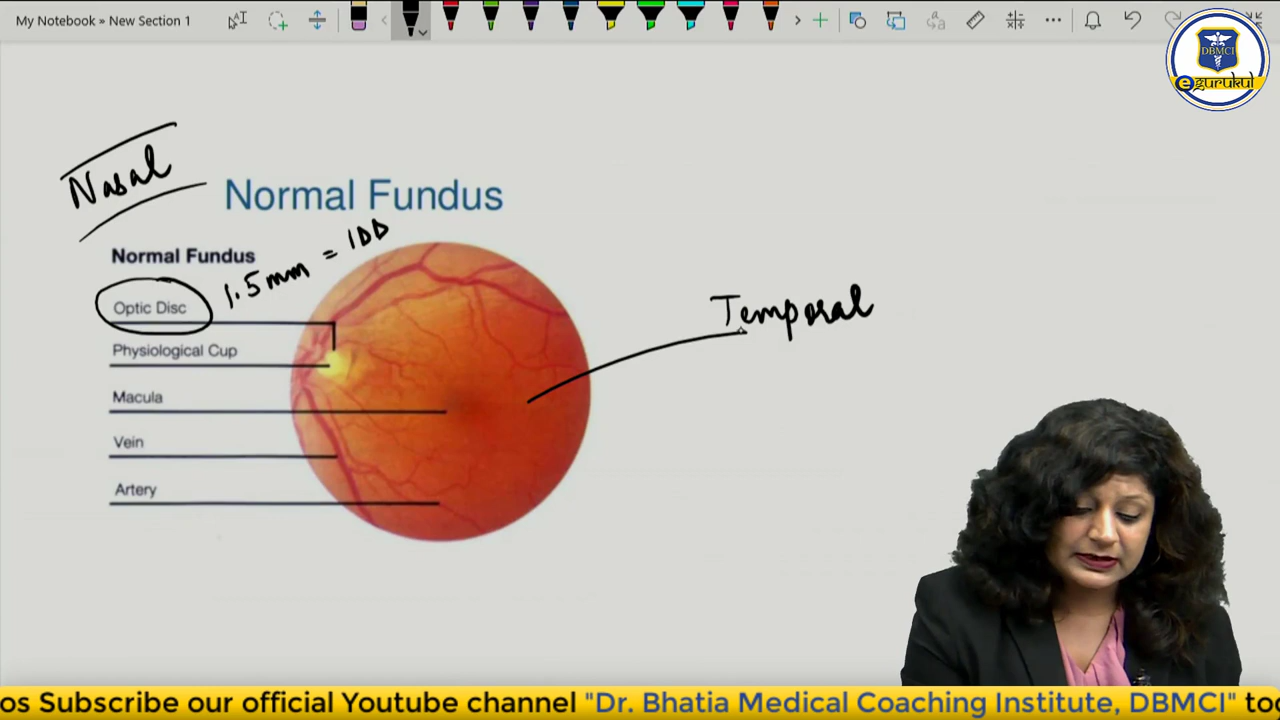 My Notebook » New Section 1
DBMCI
egurukul
Nasal
Normal Fundus
Normal Fundus
1.5mm = 1DD
Optic Disc
Temporal
Physiological Cup
Macula
Vein
Artery
os Subscribe our official Youtube channel "Dr. Bhatia Medical Coaching Institute, DBMCI" too